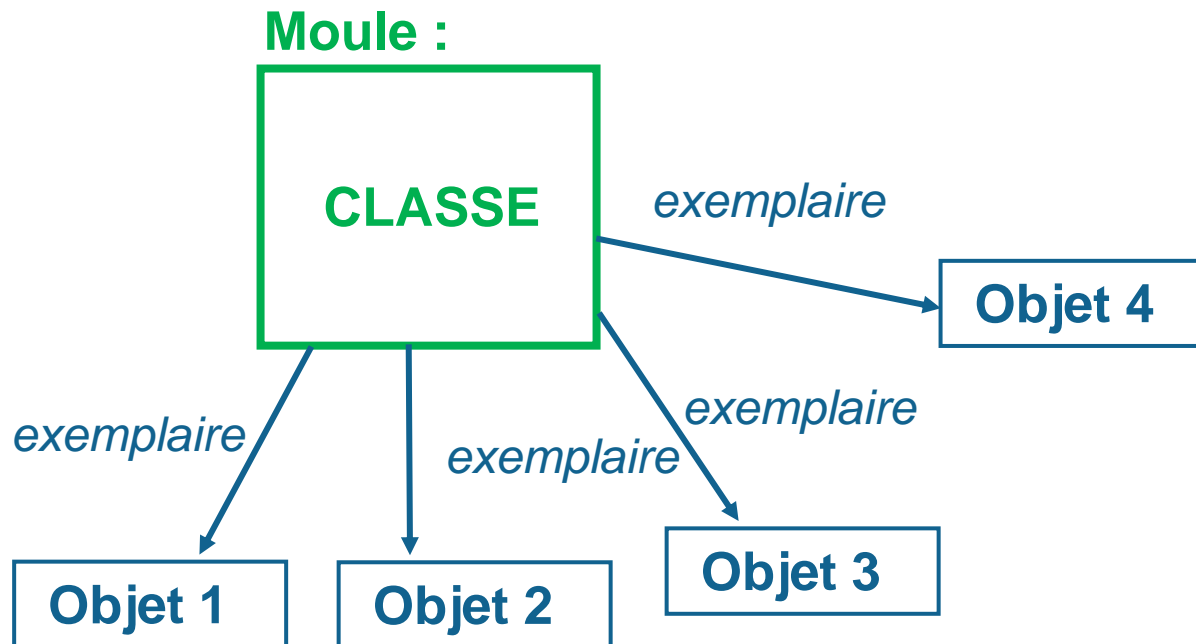 Moule :
CLASSE
exemplaire
Objet 4
exemplaire
exemplaire
exemplaire
Objet 1
Objet 2
Objet 3